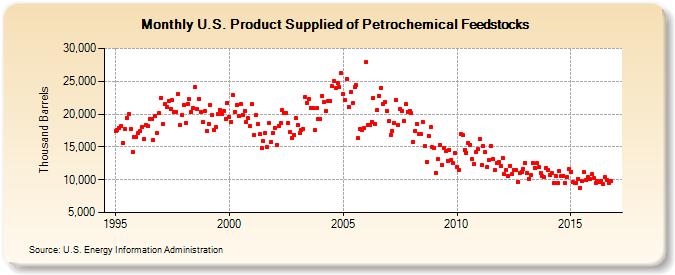 Monthly U.S. Product Supplied of Petrochemical Feedstocks
Thousand Barrels
30,000
25,000
20,000
15,000
10,000
5,000
1995 2000 2005 2010 2015
Source: U.S. Energy Information Administration